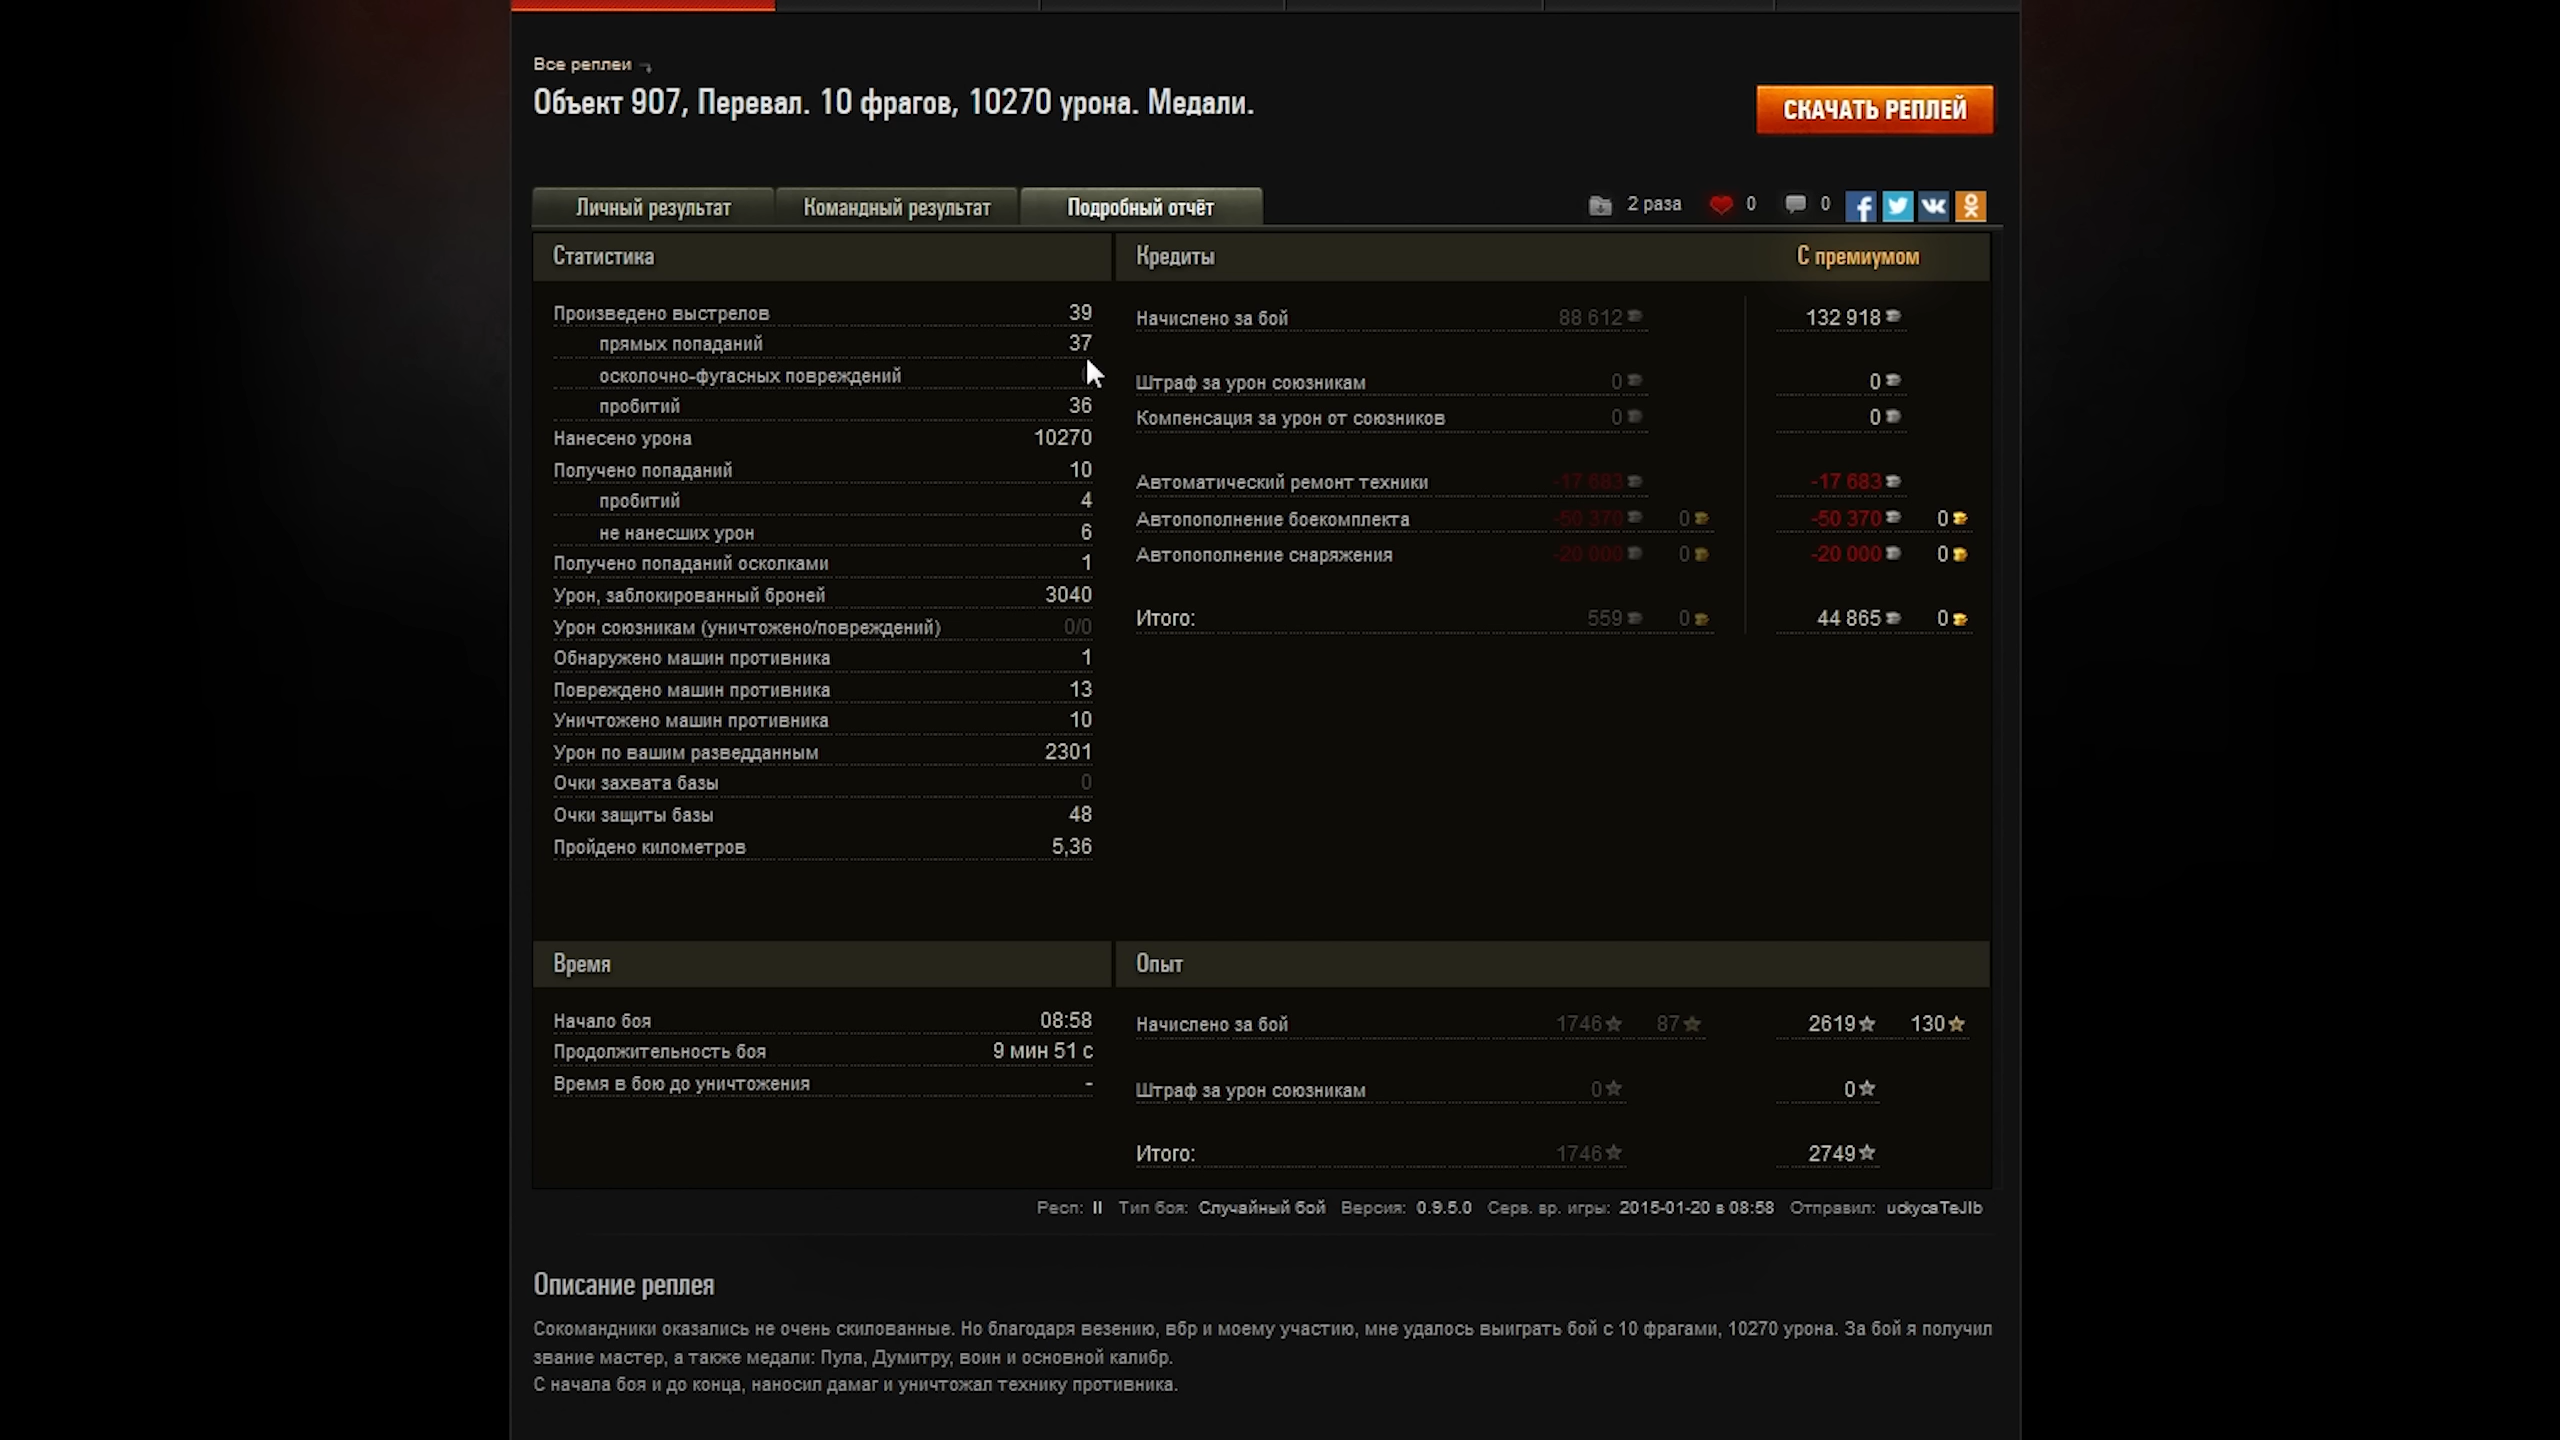 Все реплеи
Объект 907, Перевал. 10 фрагов, 10270 урона. Медали.
СКАЧАТЬ РЕПЛЕЙ
Личный результат Командный результат Подробный отчёт 2 раза 0 0
Статистика
Произведено выстрелов 39
прямых попаданий 37
осколочно-фугасных повреждений
пробитий 36
Нанесено урона 10270
Получено попаданий 10
пробитий 4
не нанесших урон 6
Получено попаданий осколками 1
Урон, заблокированный броней 3040
Урон союзникам (уничтожено/повреждений) 0/0
Обнаружено машин противника 1
Повреждено машин противника 13
Уничтожено машин противника 10
Урон по вашим разведданным 2301
Очки захвата базы 0
Очки защиты базы 48
Пройдено километров 5,36
Кредиты С премиумом
Начислено за бой 88 612 132 918
Штраф за урон союзникам 0 0
Компенсация за урон от союзников 0 0
Автоматический ремонт техники -17 683 -17 683
Автопополнение боекомплекта -50 370 0 -50 370 0
Автопополнение снаряжения -20 000 0 -20 000 0
Итого: 559 0 44 865 0
Время
Начало боя 08:58
Продолжительность боя 9 мин 51 с
Время в бою до уничтожения -
Опыт
Начислено за бой 1746 87 2619 130
Штраф за урон союзникам 0 0
Итого: 1746 2749
Респ: II Тип боя: Случайный бой Версия: 0.9.5.0 Серв. вр. игры: 2015-01-20 в 08:58 Отправил: uckycaTeJIb
Описание реплея
Сокомандники оказались не очень скилованные. Но благодаря везению, вбр и моему участию, мне удалось выиграть бой с 10 фрагами, 10270 урона. За бой я получил
звание мастер, а также медали: Пула, Думитру, воин и основной калибр.
С начала боя и до конца, наносил дамаг и уничтожал технику противника.